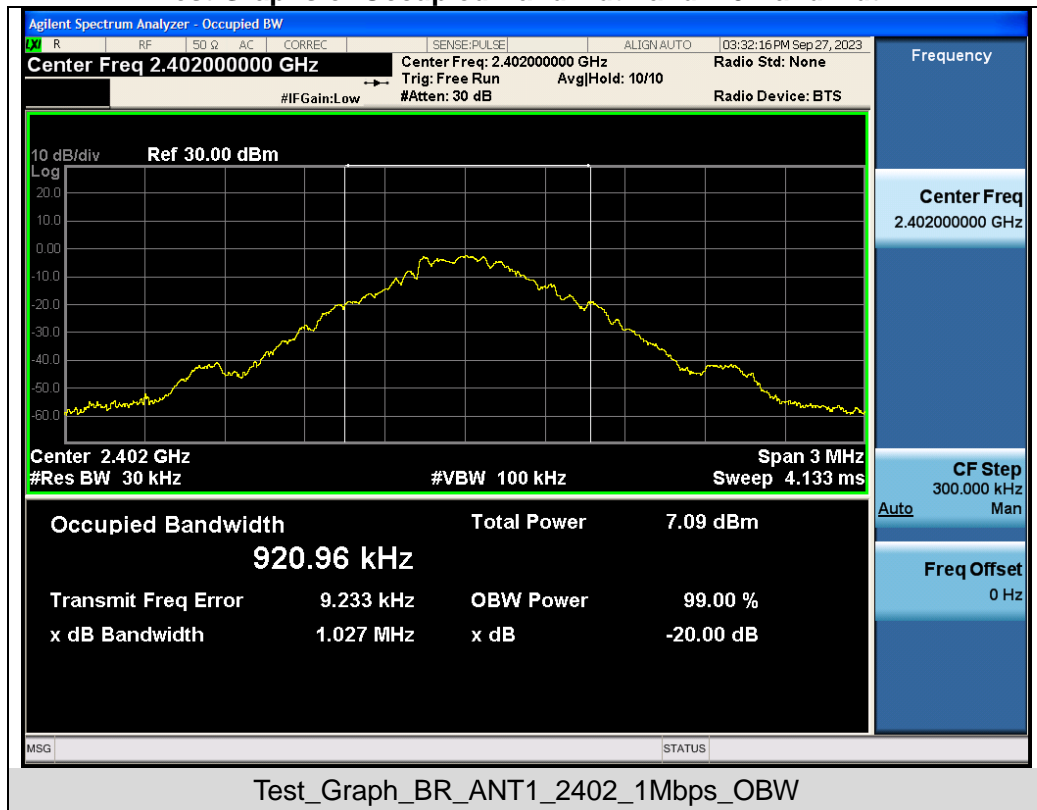 Agilent Spectrum Analyzer - Occupied BW
LXI R RF 50 Ω AC CORREC SENSE:PULSE ALIGN AUTO 03:32:16 PM Sep 27, 2023
Center Freq 2.402000000 GHz
Center Freq: 2.402000000 GHz
Radio Std: None
Trig: Free Run Avg|Hold: 10/10
#IFGain:Low
#Atten: 30 dB
Radio Device: BTS
10 dB/div Ref 30.00 dBm
Log
20.0
10.0
0.00
-10.0
-20.0
-30.0
-40.0
-50.0
-60.0
Center 2.402 GHz Span 3 MHz
#Res BW 30 kHz #VBW 100 kHz Sweep 4.133 ms
Occupied Bandwidth Total Power 7.09 dBm
920.96 kHz
Transmit Freq Error 9.233 kHz OBW Power 99.00 %
x dB Bandwidth 1.027 MHz x dB -20.00 dB
Frequency
Center Freq
2.402000000 GHz
CF Step
300.000 kHz
Auto Man
Freq Offset
0 Hz
MSG STATUS
Test_Graph_BR_ANT1_2402_1Mbps_OBW